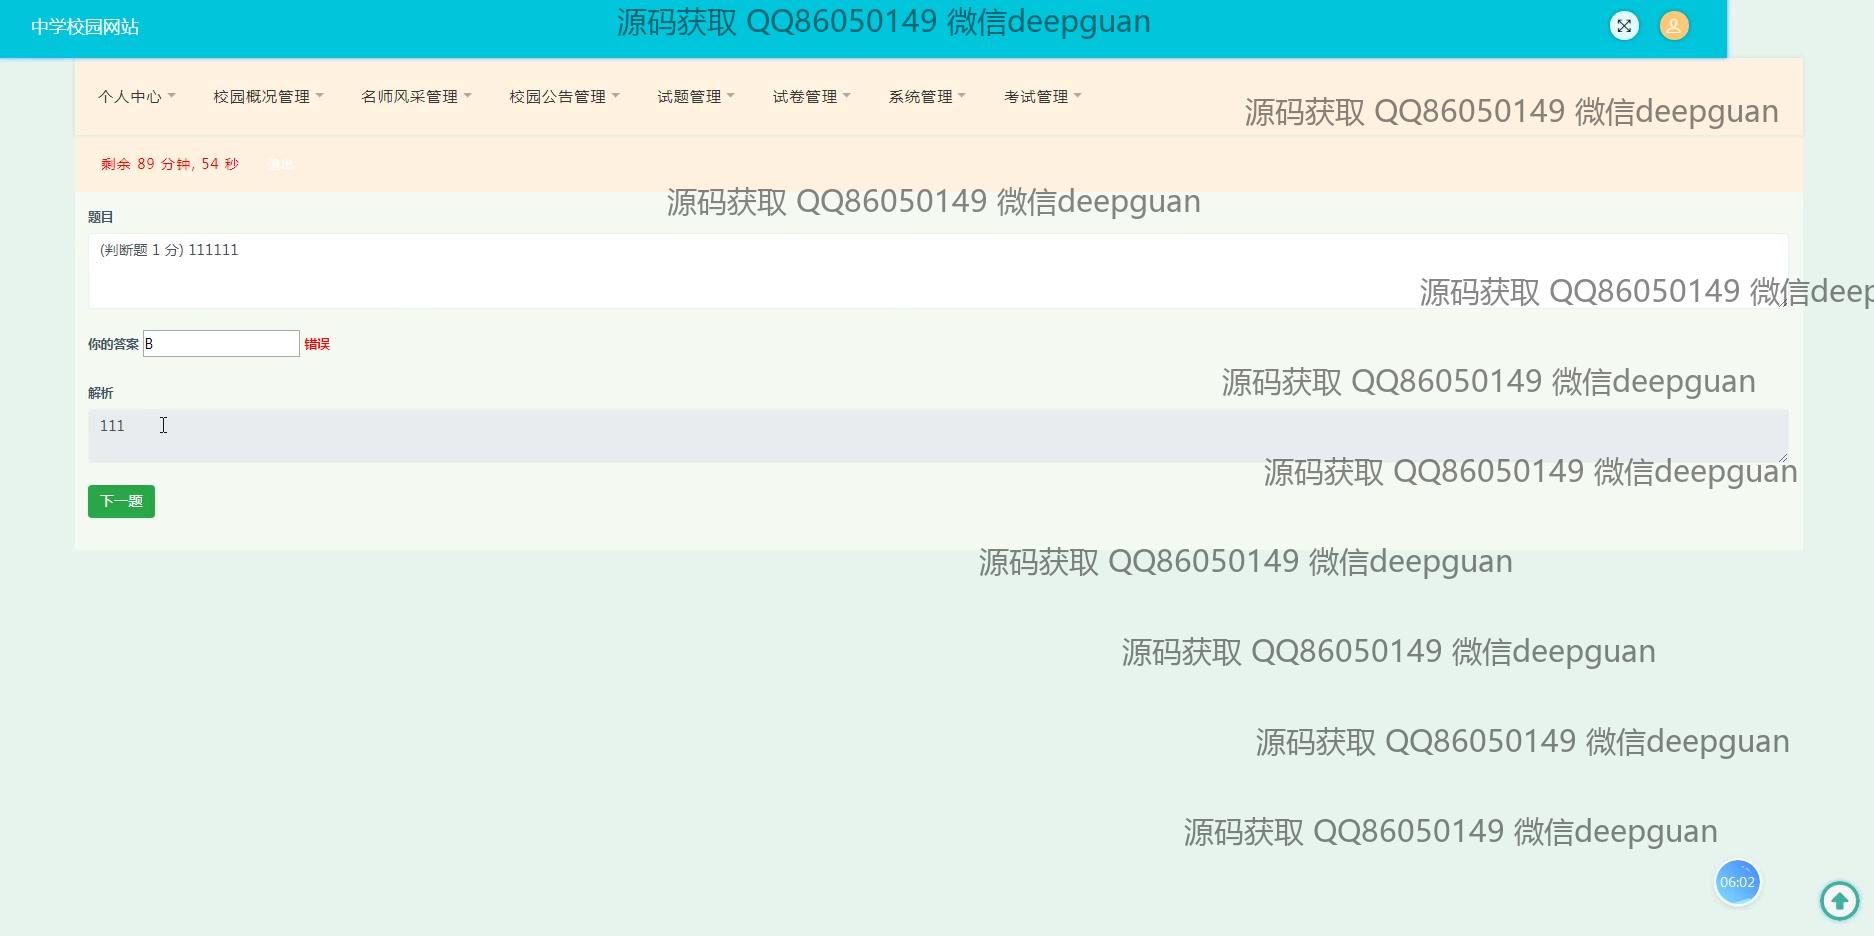 中学校园网站
源码获取 QQ86050149 微信deepguan
个人中心 校园概况管理 名师风采管理 校园公告管理 试题管理 试卷管理 系统管理 考试管理
源码获取 QQ86050149 微信deepguan
剩余 89 分钟, 54 秒 退出
源码获取 QQ86050149 微信deepguan
题目
(判断题 1 分) 111111
源码获取 QQ86050149 微信deep
你的答案 B 错误
源码获取 QQ86050149 微信deepguan
解析
111
源码获取 QQ86050149 微信deepguan
下一题
源码获取 QQ86050149 微信deepguan
源码获取 QQ86050149 微信deepguan
源码获取 QQ86050149 微信deepguan
源码获取 QQ86050149 微信deepguan
06:02